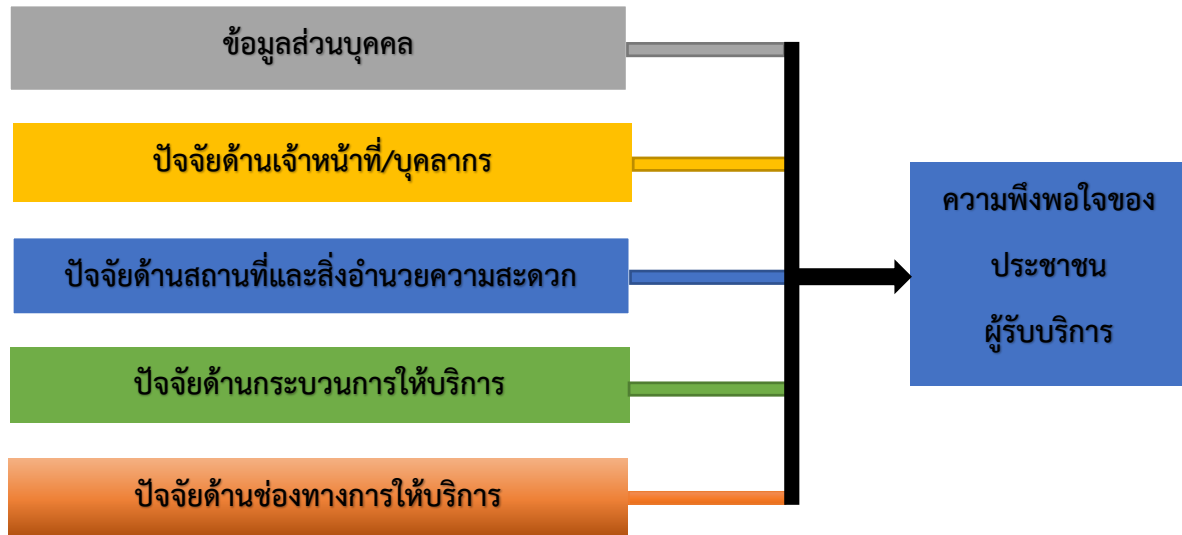 ข้อมูลส่วนบุคคล
ปัจจัยด้านเจ้าหน้าที่/บุคลากร
ปัจจัยด้านสถานที่และสิ่งอำนวยความสะดวก
ปัจจัยด้านกระบวนการให้บริการ
ปัจจัยด้านช่องทางการให้บริการ
ความพึงพอใจของ
ประชาชน
ผู้รับบริการ